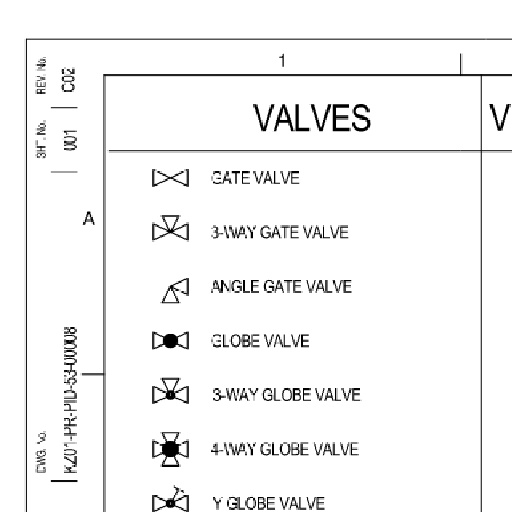 1
REV. No.
C02
SHT. No.
001
A
DWG. No.
KZ01-PR-PID-53-00008
VALVES
V
GATE VALVE
3-WAY GATE VALVE
ANGLE GATE VALVE
GLOBE VALVE
3-WAY GLOBE VALVE
4-WAY GLOBE VALVE
Y GLOBE VALVE